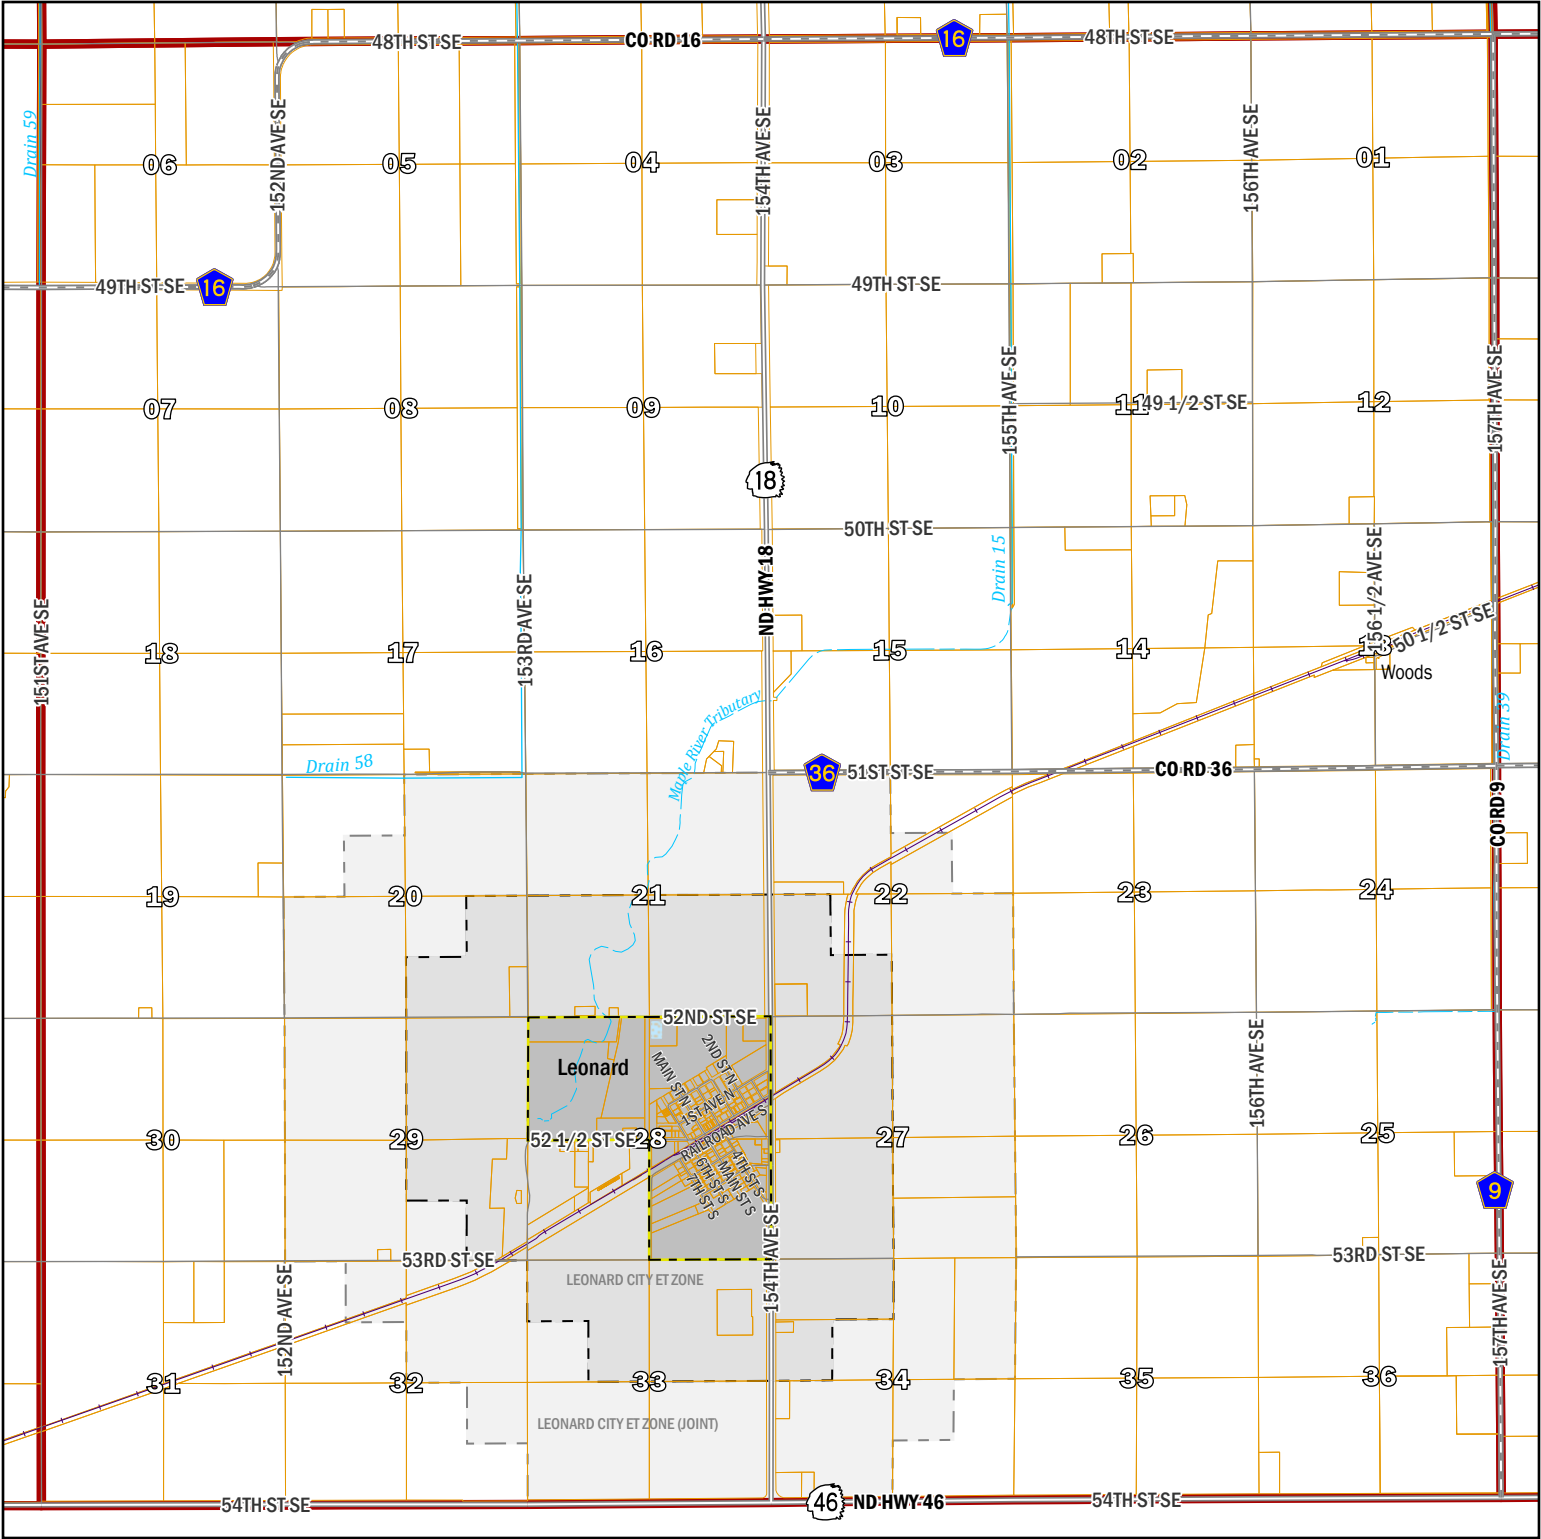 48TH ST SE
CO RD 16
16
48TH ST SE
Drain 59
152ND AVE SE
154TH AVE SE
156TH AVE SE
06
05
04
03
02
01
49TH ST SE
16
49TH ST SE
155TH AVE SE
157TH AVE SE
07
08
09
10
11
49 1/2 ST SE
12
18
50TH ST SE
ND HWY 18
Drain 15
156 1/2 AVE SE
151ST AVE SE
153RD AVE SE
18
17
16
15
14
13
50 1/2 ST SE
Woods
Maple River Tributary
Drain 39
Drain 58
36
51ST ST SE
CO RD 36
CO RD 9
19
20
21
22
23
24
52ND ST SE
Leonard
MAIN ST N
2ND ST N
1ST AVE N
RAILROAD AVE S
156TH AVE SE
30
29
52 1/2 ST SE
28
27
26
25
4TH ST S
MAIN ST S
6TH ST S
7TH ST S
9
154TH AVE SE
53RD ST SE
53RD ST SE
LEONARD CITY ET ZONE
152ND AVE SE
157TH AVE SE
31
32
33
34
35
36
LEONARD CITY ET ZONE (JOINT)
54TH ST SE
46
ND HWY 46
54TH ST SE